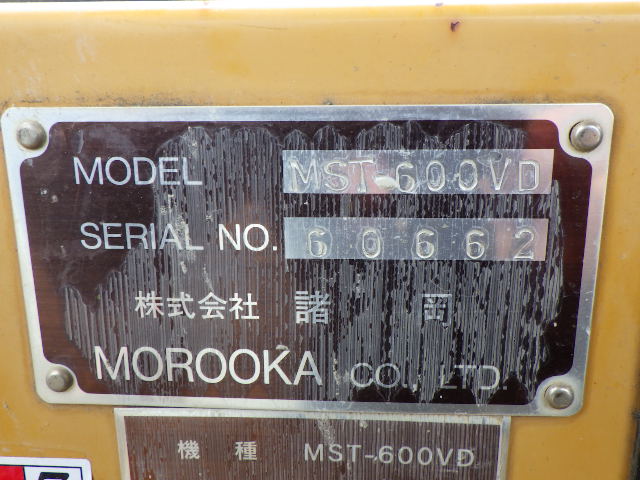 MODEL MST-600VD
SERIAL NO. 60662
株式会社 諸岡
MOROOKA CO., LTD.
機種 MST-600VD